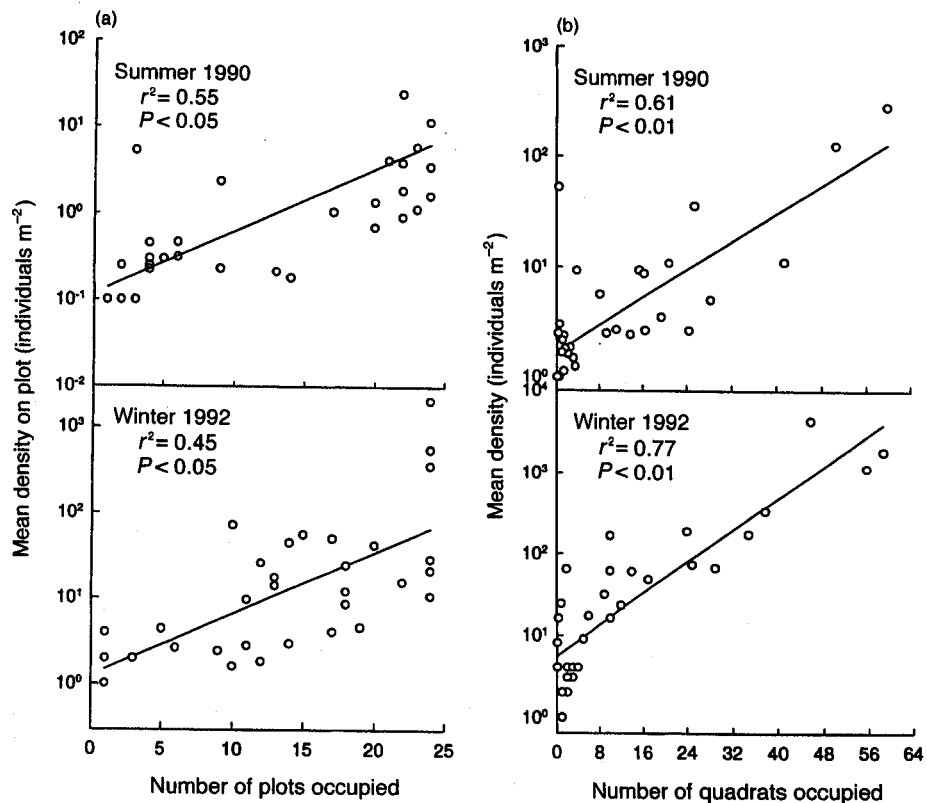 (a)
10²
Summer 1990
r² = 0.55
P < 0.05
10¹
10⁰
10⁻¹
10⁻²
Winter 1992
r² = 0.45
P < 0.05
10³
10²
10¹
10⁰
0 5 10 15 20 25
Number of plots occupied
Mean density on plot (individuals m⁻²)
(b)
10³
Summer 1990
r² = 0.61
P < 0.01
10²
10¹
10⁰
10⁴
Winter 1992
r² = 0.77
P < 0.01
10³
10²
10¹
10⁰
0 8 16 24 32 40 48 56 64
Number of quadrats occupied
Mean density (individuals m⁻²)